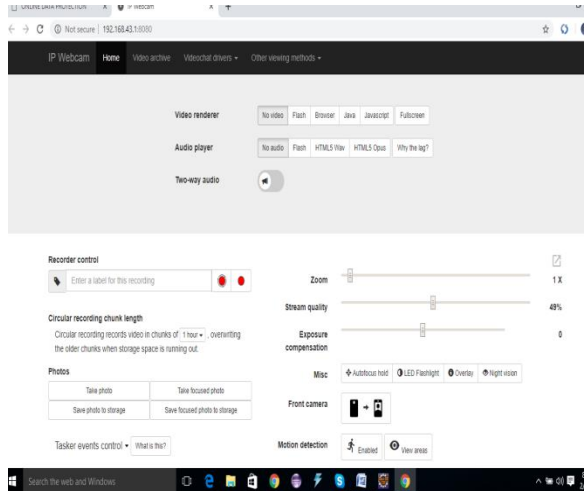 ONLINE DATA PROTECTION x IP Webcam x +
Not secure | 192.168.43.1:8080
IP Webcam Home Video archive Videochat drivers Other viewing methods
Video renderer No video Flash Browser Java Javascript Fullscreen
Audio player No audio Flash HTML5 Wav HTML5 Opus Why the lag?
Two-way audio
Recorder control
Enter a label for this recording
Circular recording chunk length
Circular recording records video in chunks of 1 hour , overwriting
the older chunks when storage space is running out.
Photos
Take photo Take focused photo
Save photo to storage Save focused photo to storage
Tasker events control What is this?
Zoom 1 X
Stream quality 49%
Exposure
compensation 0
Misc Autofocus hold LED Flashlight Overlay Night vision
Front camera
Motion detection Enabled View areas
Search the web and Windows